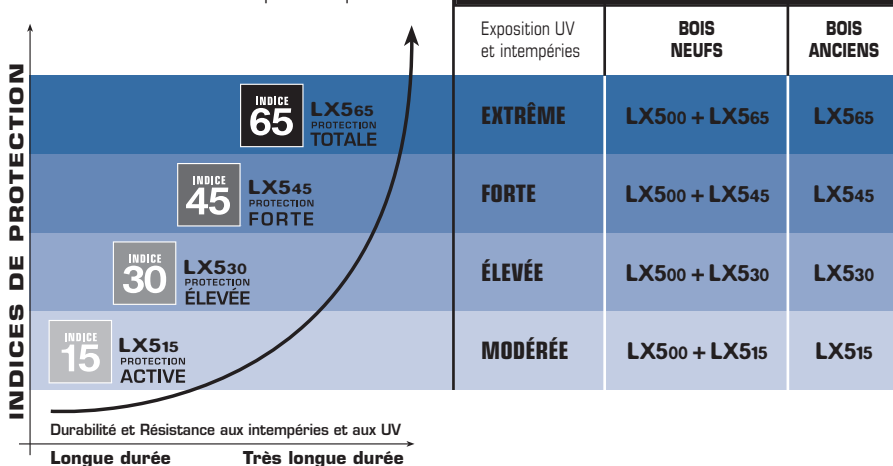 INDICES DE PROTECTION
INDICE
65
LX565
PROTECTION
TOTALE
INDICE
45
LX545
PROTECTION
FORTE
INDICE
30
LX530
PROTECTION
ÉLEVÉE
INDICE
15
LX515
PROTECTION
ACTIVE
Durabilité et Résistance aux intempéries et aux UV
Longue durée Très longue durée
Exposition UV
et intempéries
BOIS
NEUFS
BOIS
ANCIENS
EXTRÊME LX500 + LX565 LX565
FORTE LX500 + LX545 LX545
ÉLEVÉE LX500 + LX530 LX530
MODÉRÉE LX500 + LX515 LX515